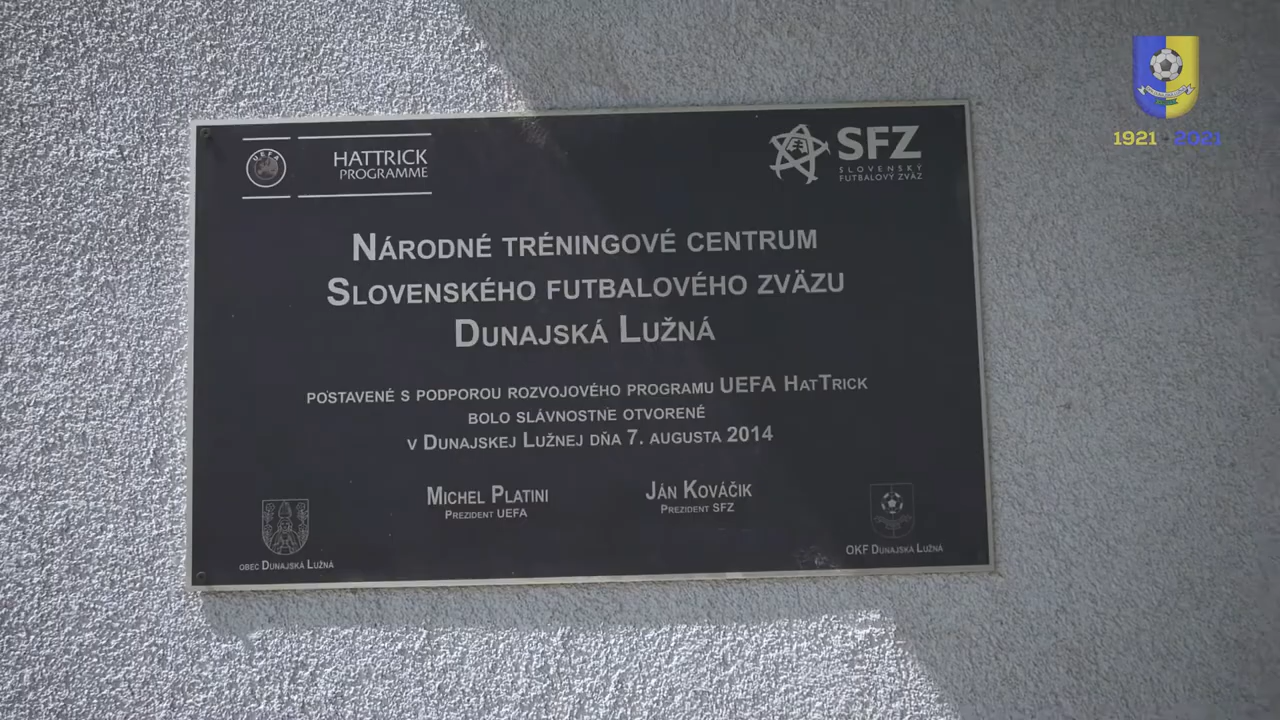 1921 - 2021
UEFA
HATTRICK
PROGRAMME
SFZ
SLOVENSKÝ
FUTBALOVÝ ZVÄZ
NÁRODNÉ TRÉNINGOVÉ CENTRUM
SLOVENSKÉHO FUTBALOVÉHO ZVÄZU
DUNAJSKÁ LUŽNÁ
POSTAVENÉ S PODPOROU ROZVOJOVÉHO PROGRAMU UEFA HATTRICK
BOLO SLÁVNOSTNE OTVORENÉ
V DUNAJSKEJ LUŽNEJ DŇA 7. AUGUSTA 2014
MICHEL PLATINI
PREZIDENT UEFA
JÁN KOVÁČIK
PREZIDENT SFZ
OBEC DUNAJSKÁ LUŽNÁ
OKF DUNAJSKÁ LUŽNÁ